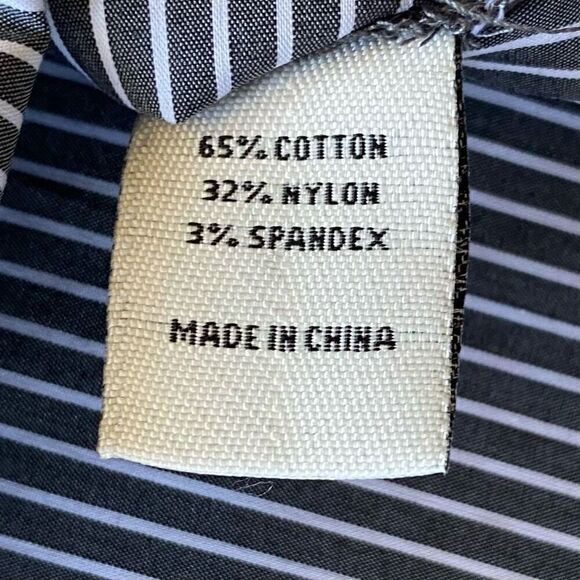 65% COTTON
32% NYLON
3% SPANDEX
MADE IN CHINA